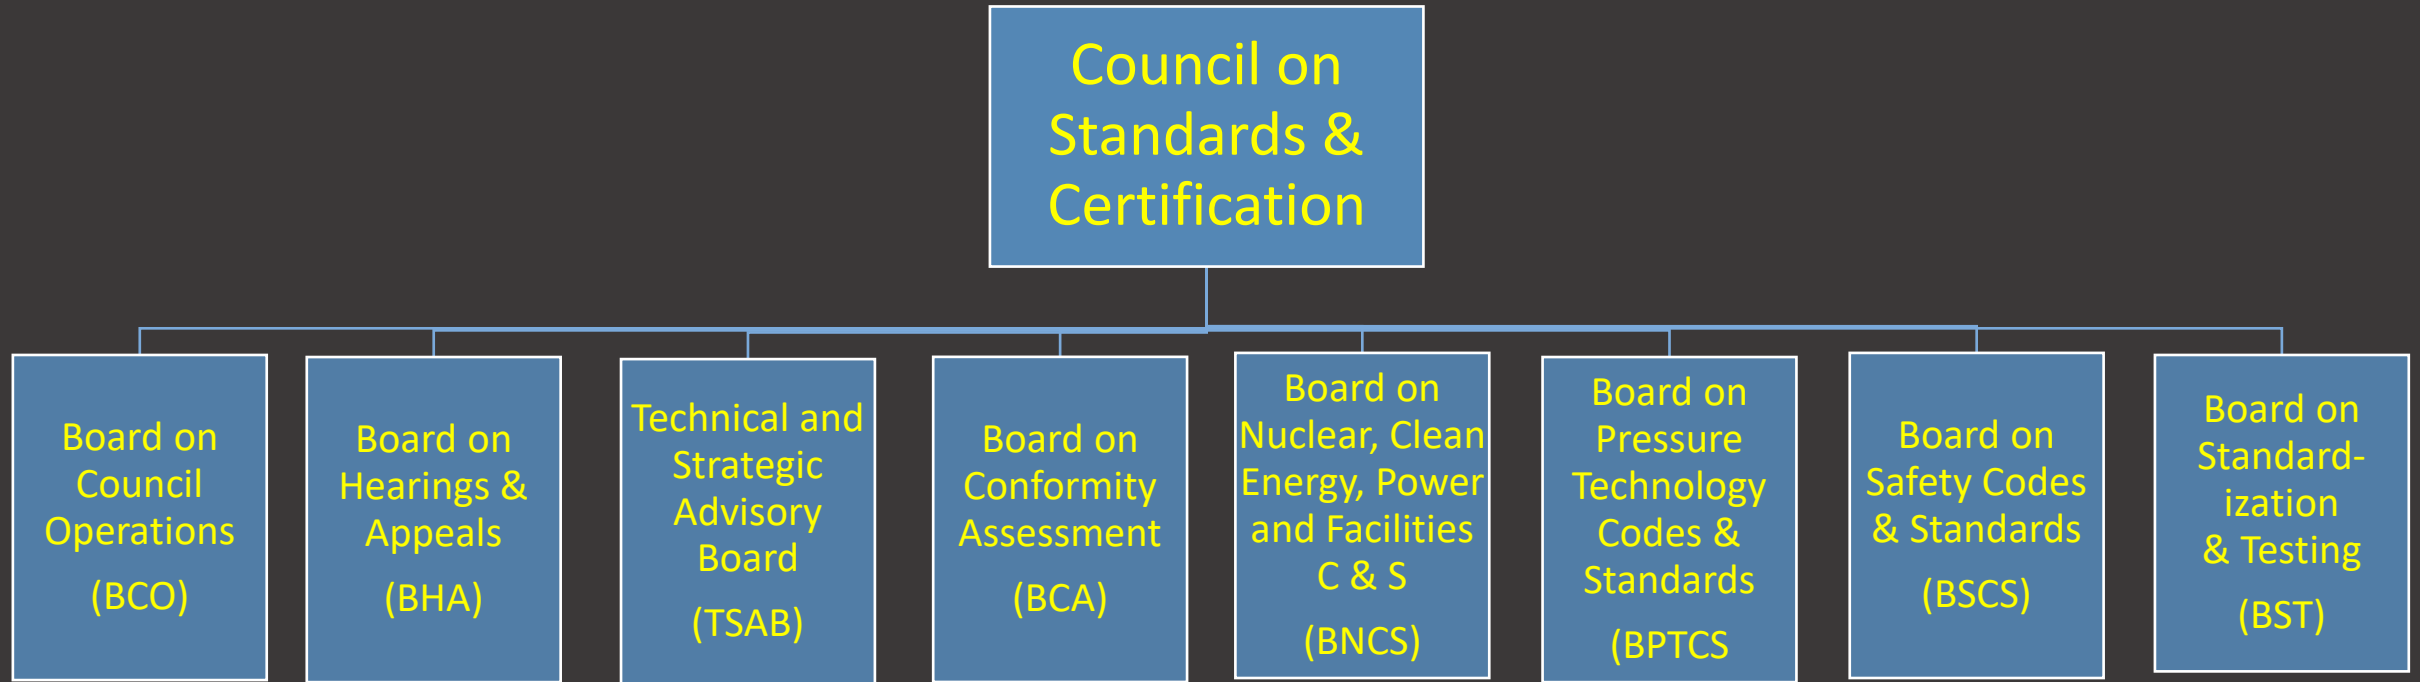 Council on
Standards &
Certification
Board on
Council
Operations
(BCO)
Board on
Hearings &
Appeals
(BHA)
Technical and
Strategic
Advisory
Board
(TSAB)
Board on
Conformity
Assessment
(BCA)
Board on
Nuclear, Clean
Energy, Power
and Facilities
C & S
(BNCS)
Board on
Pressure
Technology
Codes &
Standards
(BPTCS
Board on
Safety Codes
& Standards
(BSCS)
Board on
Standard-
ization
& Testing
(BST)